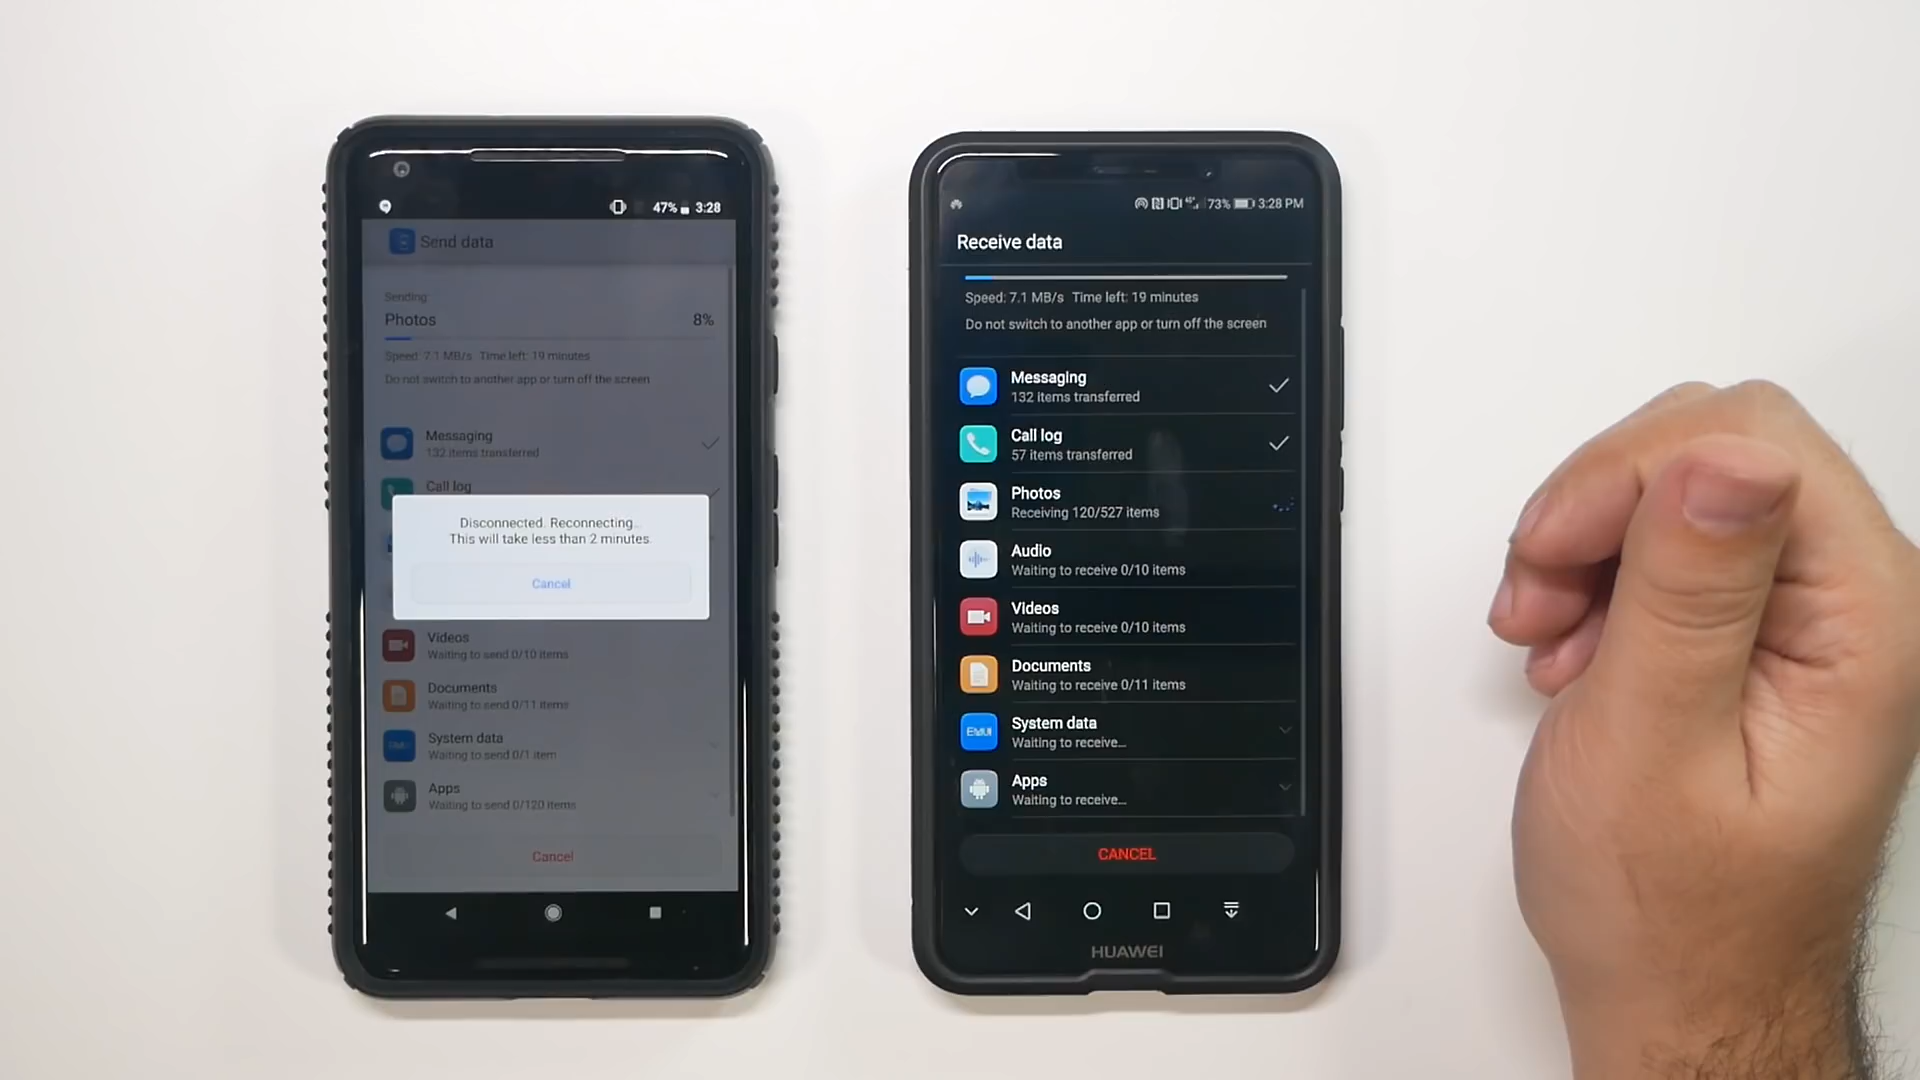 47% 3:28
Send data
Sending:
Photos 8%
Speed: 7.1 MB/s Time left: 19 minutes
Do not switch to another app or turn off the screen
Messaging
132 items transferred
Call log
Disconnected. Reconnecting...
This will take less than 2 minutes.
Cancel
Videos
Waiting to send 0/10 items
Documents
Waiting to send 0/11 items
EMUI
System data
Waiting to send 0/1 item
Apps
Waiting to send 0/120 items
Cancel
73% 3:28 PM
Receive data
Speed: 7.1 MB/s Time left: 19 minutes
Do not switch to another app or turn off the screen
Messaging
132 items transferred
Call log
57 items transferred
Photos
Receiving 120/527 items
Audio
Waiting to receive 0/10 items
Videos
Waiting to receive 0/10 items
Documents
Waiting to receive 0/11 items
EMUI
System data
Waiting to receive...
Apps
Waiting to receive...
CANCEL
HUAWEI